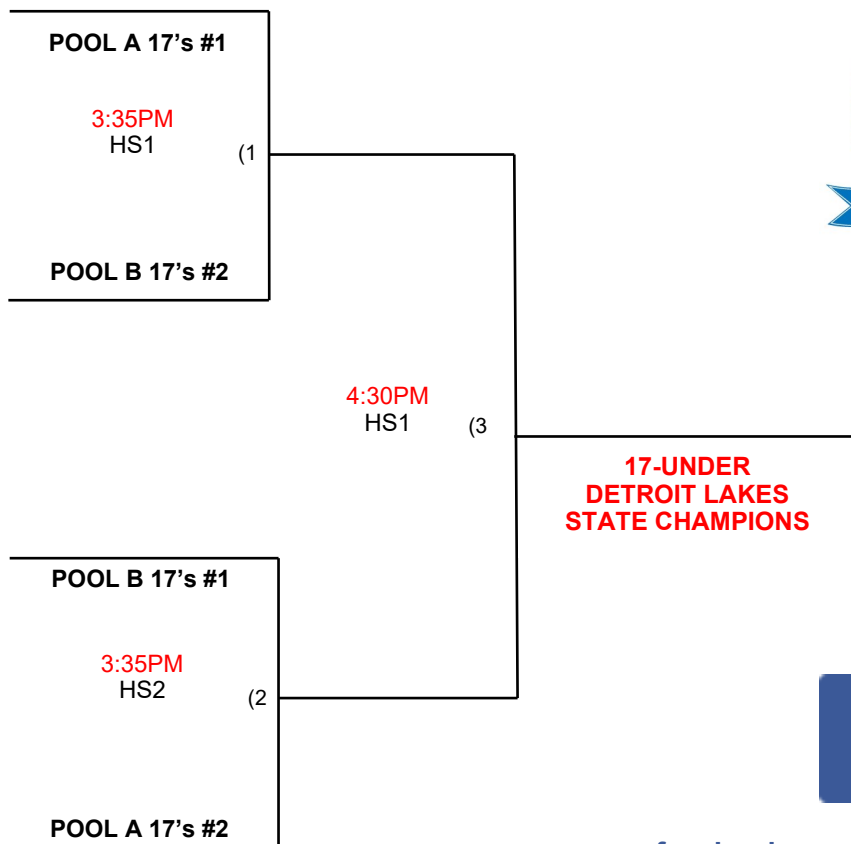 POOL A 17's #1
3:35PM
HS1
(1
POOL B 17's #2
4:30PM
HS1
(3
17-UNDER
DETROIT LAKES
STATE CHAMPIONS
POOL B 17's #1
3:35PM
HS2
(2
POOL A 17's #2